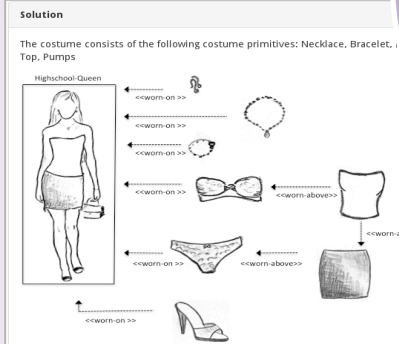 Solution
The costume consists of the following costume primitives: Necklace, Bracelet,
Top, Pumps
Highschool-Queen
<<worn-on >>
<<worn-on >>
<<worn-on >>
<<worn-on >>
<<worn-above>>
<<worn-
<<worn-on >>
<<worn-above>>
<<worn-on >>